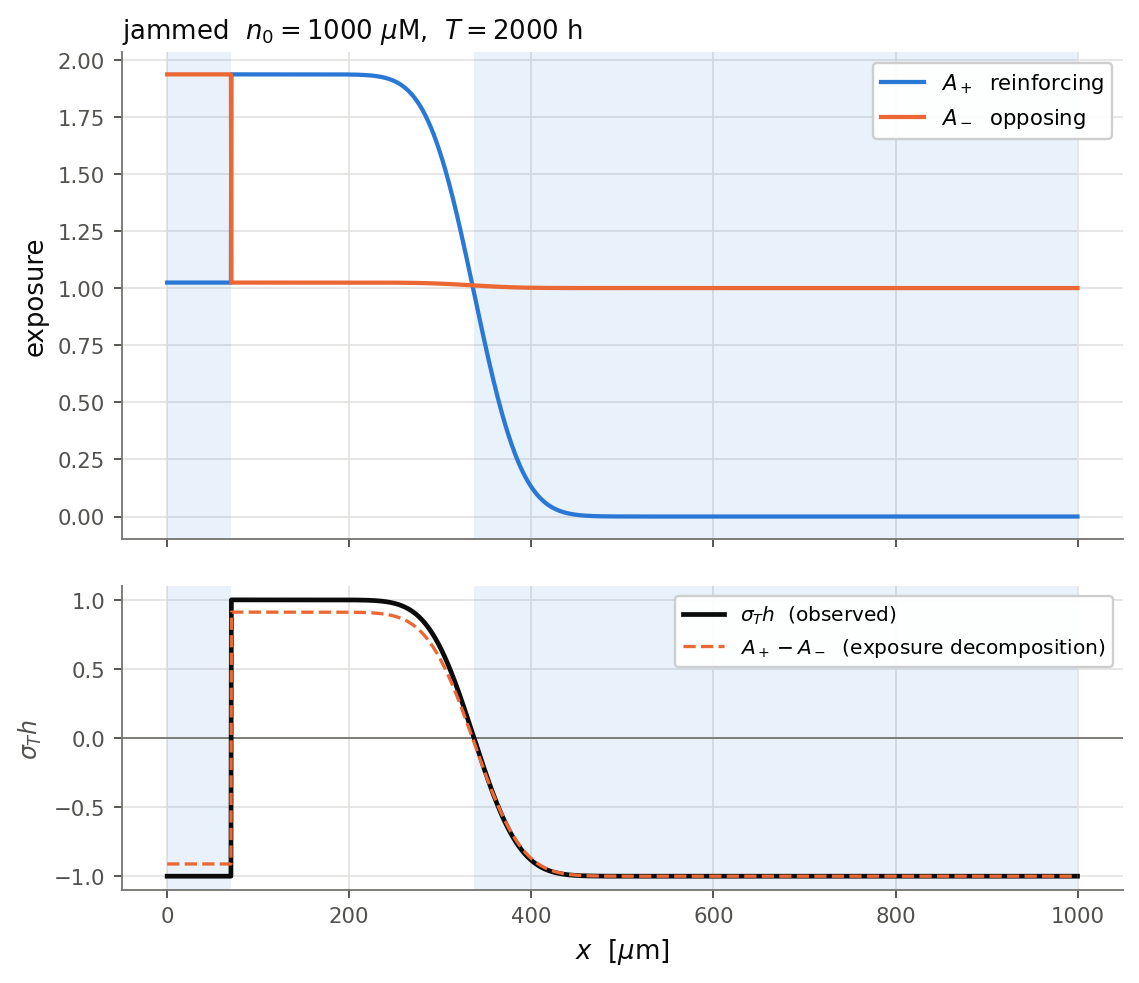 jammed n₀ = 1000 μM, T = 2000 h
2.00
1.75
1.50
1.25
1.00
0.75
0.50
0.25
0.00
exposure
A₊ reinforcing
A₋ opposing
1.0
0.5
0.0
−0.5
−1.0
σ_T h
σ_T h (observed)
A₊ − A₋ (exposure decomposition)
0 200 400 600 800 1000
x [μm]